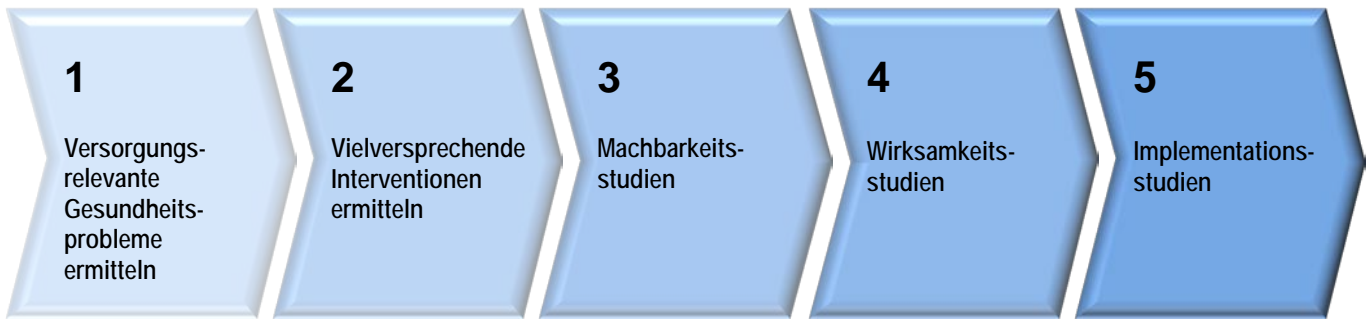 1
Versorgungs-
relevante
Gesundheits-
probleme
ermitteln
2
Vielversprechende
Interventionen
ermitteln
3
Machbarkeits-
studien
4
Wirksamkeits-
studien
5
Implementations-
studien